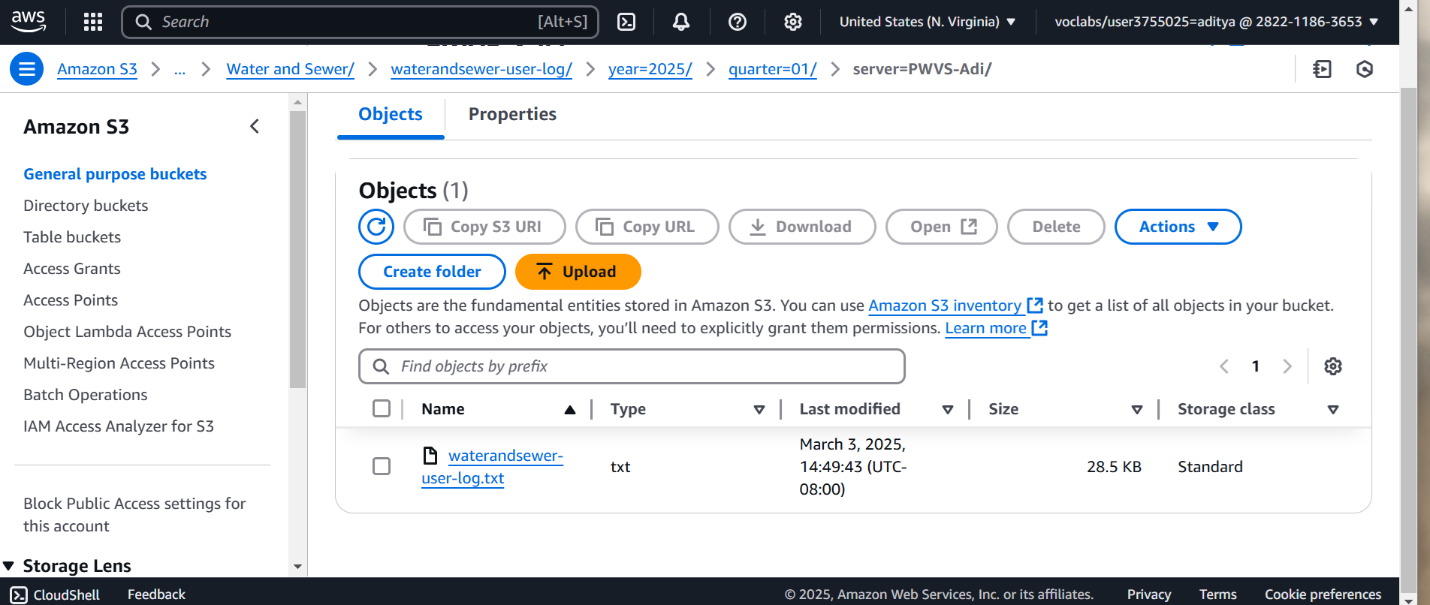 aws
Search [Alt+S] United States (N. Virginia) ▼ voclabs/user3755025=aditya @ 2822-1186-3653 ▼
Amazon S3 > ... > Water and Sewer/ > waterandsewer-user-log/ > year=2025/ > quarter=01/ > server=PWVS-Adi/
Amazon S3
General purpose buckets
Directory buckets
Table buckets
Access Grants
Access Points
Object Lambda Access Points
Multi-Region Access Points
Batch Operations
IAM Access Analyzer for S3
Block Public Access settings for
this account
Storage Lens
Objects Properties
Objects (1)
Copy S3 URI Copy URL Download Open Delete Actions ▼
Create folder Upload
Objects are the fundamental entities stored in Amazon S3. You can use Amazon S3 inventory to get a list of all objects in your bucket.
For others to access your objects, you’ll need to explicitly grant them permissions. Learn more
Find objects by prefix
1
Name Type Last modified Size Storage class
waterandsewer-
user-log.txt
txt
March 3, 2025,
14:49:43 (UTC-
08:00)
28.5 KB
Standard
CloudShell Feedback © 2025, Amazon Web Services, Inc. or its affiliates. Privacy Terms Cookie preferences